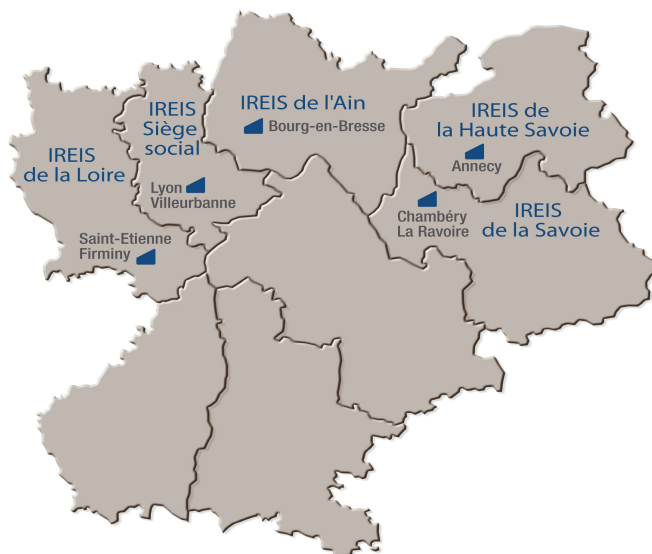 IREIS
de la Loire
Saint-Etienne
Firminy
IREIS
Siège
social
Lyon
Villeurbanne
IREIS de l'Ain
Bourg-en-Bresse
IREIS de
la Haute Savoie
Annecy
Chambéry
La Ravoire
IREIS
de la Savoie